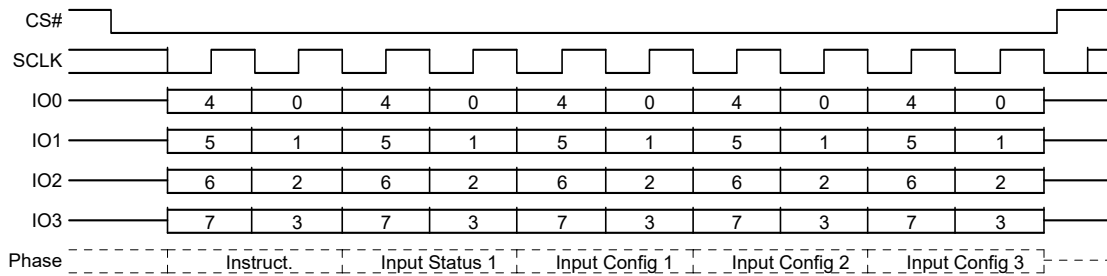 CS#
SCLK
IO0 4 0 4 0 4 0 4 0 4 0
IO1 5 1 5 1 5 1 5 1 5 1
IO2 6 2 6 2 6 2 6 2 6 2
IO3 7 3 7 3 7 3 7 3 7 3
Phase Instruct. Input Status 1 Input Config 1 Input Config 2 Input Config 3